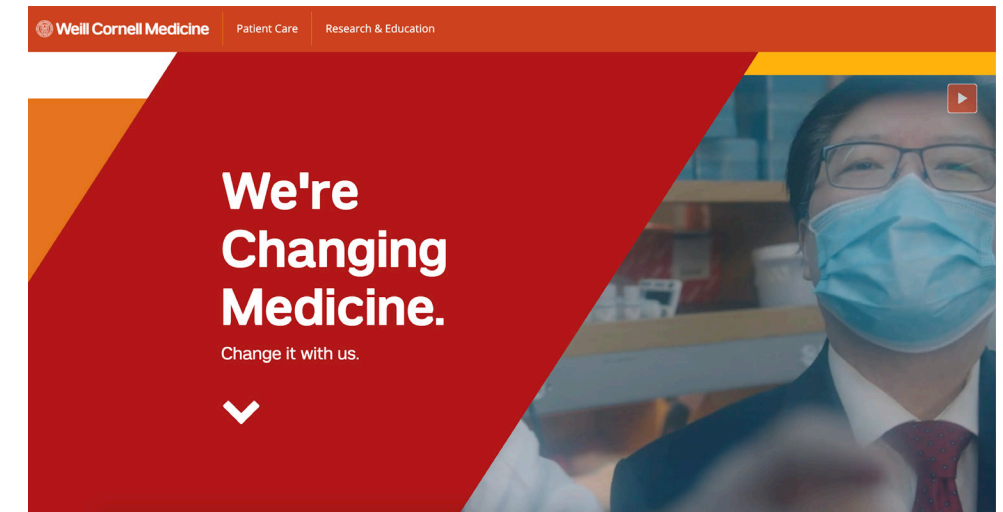 Weill Cornell Medicine Patient Care Research & Education
We're
Changing
Medicine.
Change it with us.